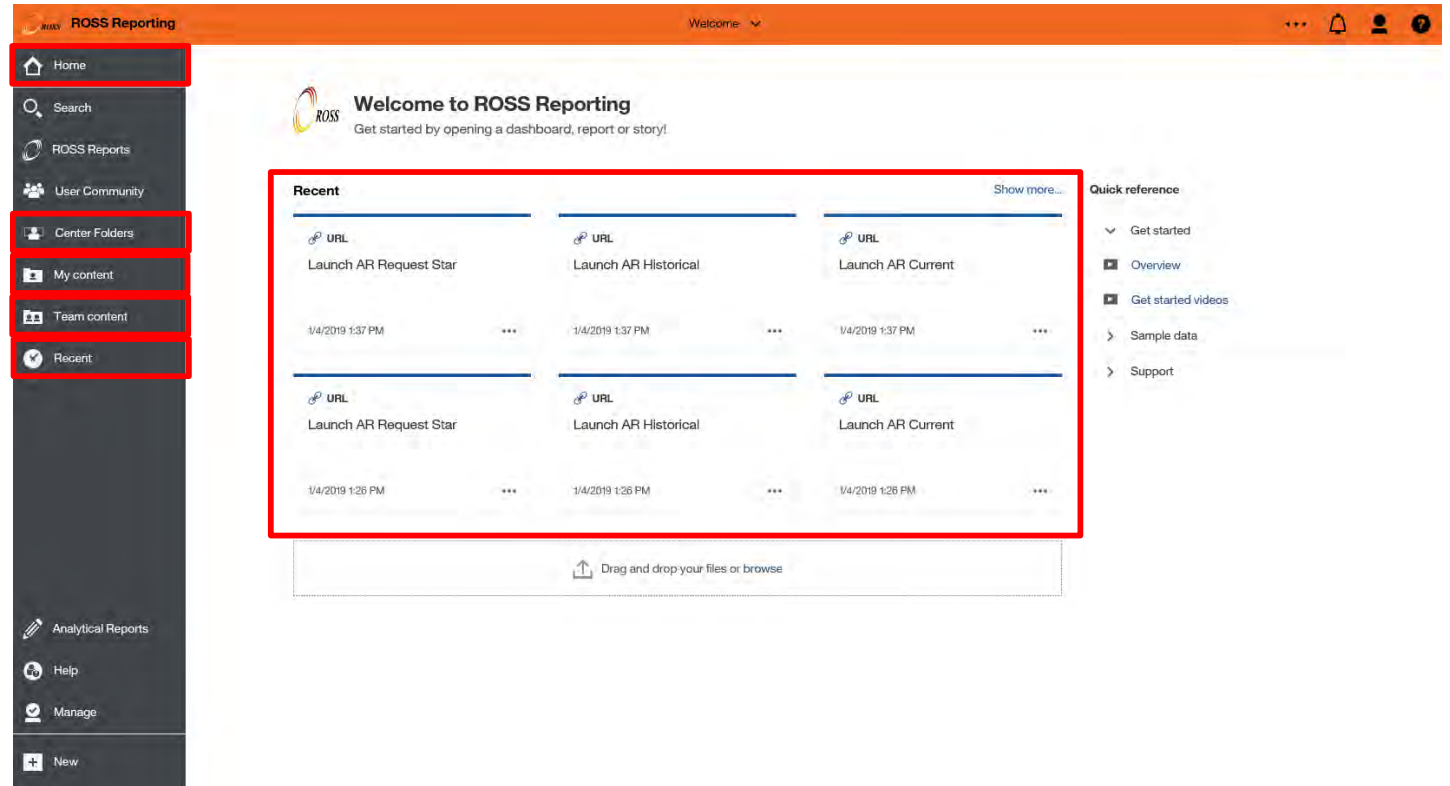 ROSS ROSS Reporting
Welcome
Home
Search
ROSS Reports
User Community
Center Folders
My content
Team content
Recent
Analytical Reports
Help
Manage
New
ROSS
Welcome to ROSS Reporting
Get started by opening a dashboard, report or story!
Recent
Show more...
URL
Launch AR Request Star
1/4/2019 1:37 PM
URL
Launch AR Historical
1/4/2019 1:37 PM
URL
Launch AR Current
1/4/2019 1:37 PM
URL
Launch AR Request Star
1/4/2019 1:26 PM
URL
Launch AR Historical
1/4/2019 1:26 PM
URL
Launch AR Current
1/4/2019 1:26 PM
Drag and drop your files or browse
Quick reference
Get started
Overview
Get started videos
Sample data
Support